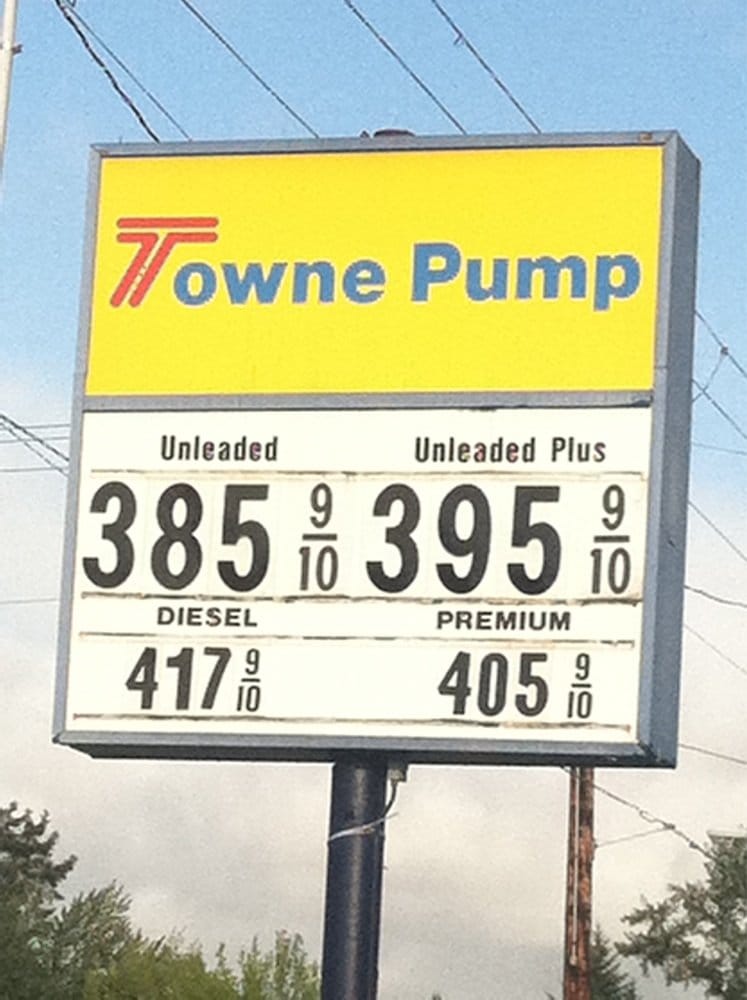 Towne Pump
Unleaded Unleaded Plus
385 9/10 395 9/10
DIESEL PREMIUM
417 9/10 405 9/10